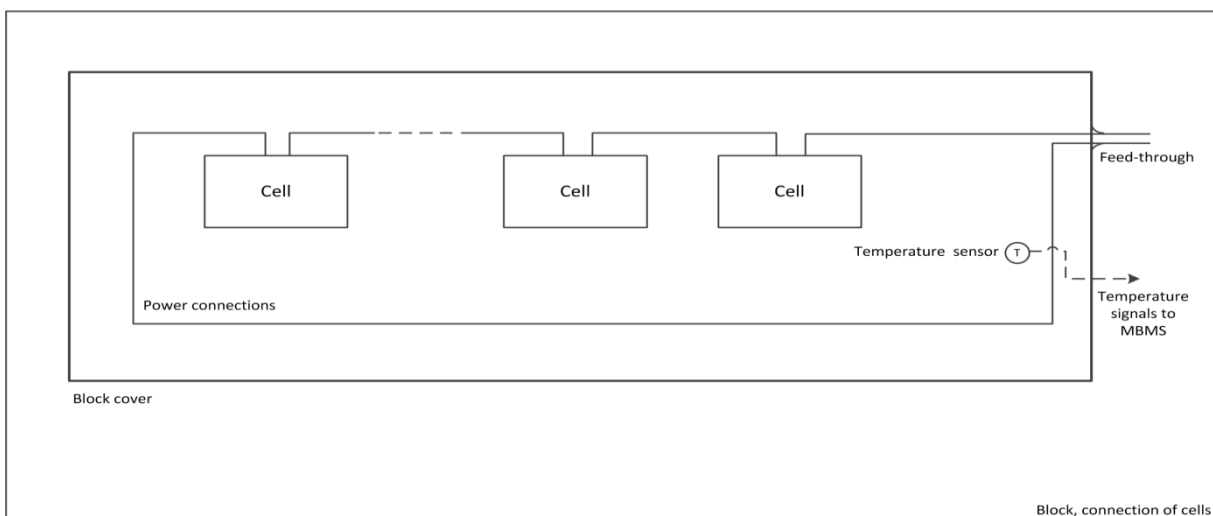 Cell
Cell
Cell
Feed-through
Temperature sensor
T
Temperature
signals to
MBMS
Power connections
Block cover
Block, connection of cells